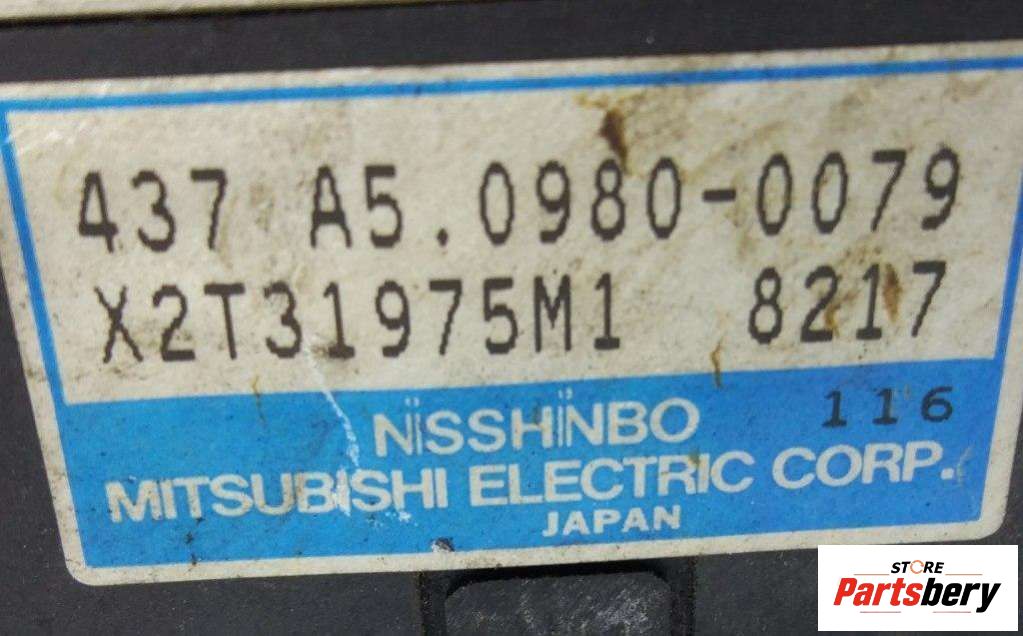 437 A5.0980-0079
X2T31975M1 8217
116
NISSHINBO
MITSUBISHI ELECTRIC CORP.
JAPAN
STORE
Partsbery